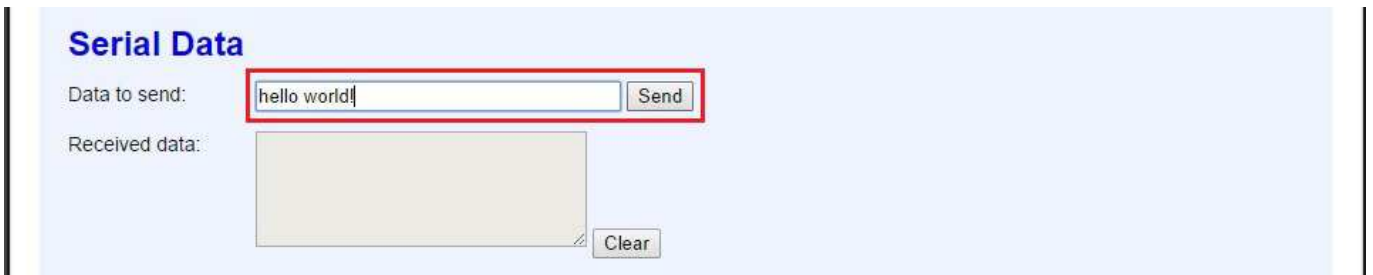 Serial Data
Data to send: hello world! Send
Received data:
Clear